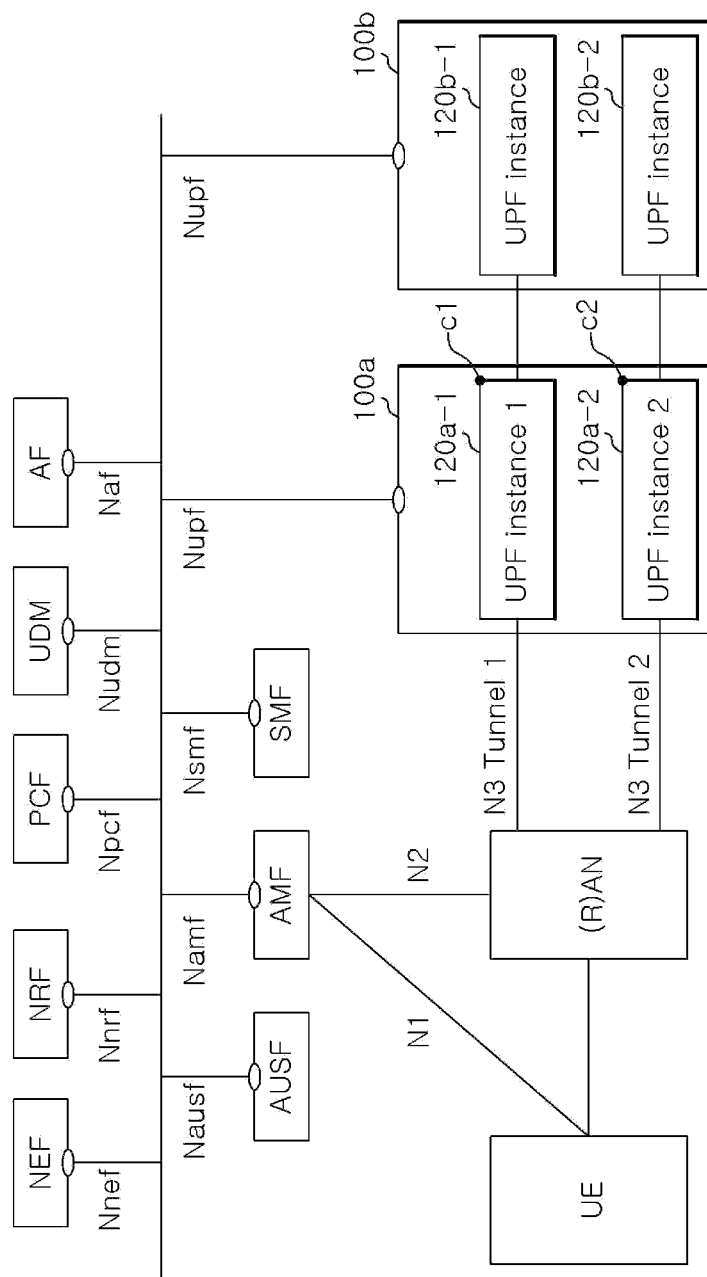 NEF
NRF
PCF
UDM
AF
Nnef
Nnrf
Npcf
Nudm
Naf
Nausf
Namf
Nsmf
Nupf
Nupf
AUSF
AMF
SMF
N1
N2
100a
100b
120a-1
c1
120b-1
UPF instance 1
UPF instance
N3 Tunnel 1
120a-2
c2
120b-2
UPF instance 2
UPF instance
N3 Tunnel 2
UE
(R)AN